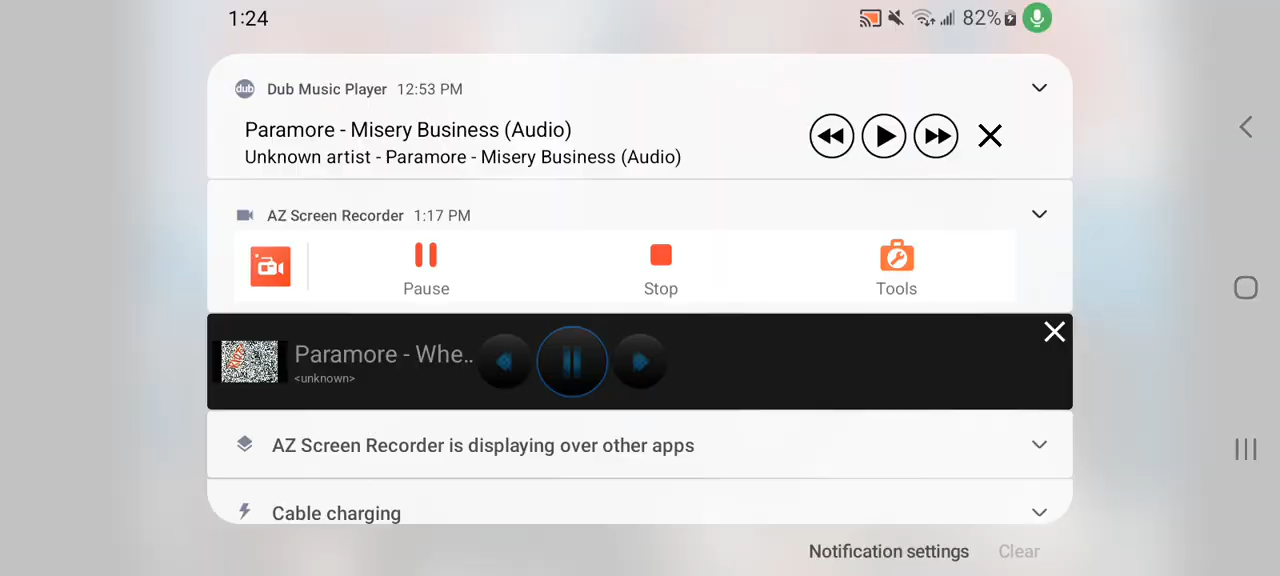 1:24
82%
dub Dub Music Player 12:53 PM
Paramore - Misery Business (Audio)
Unknown artist - Paramore - Misery Business (Audio)
AZ Screen Recorder 1:17 PM
Pause
Stop
Tools
Paramore - Whe..
<unknown>
AZ Screen Recorder is displaying over other apps
Cable charging
Notification settings
Clear